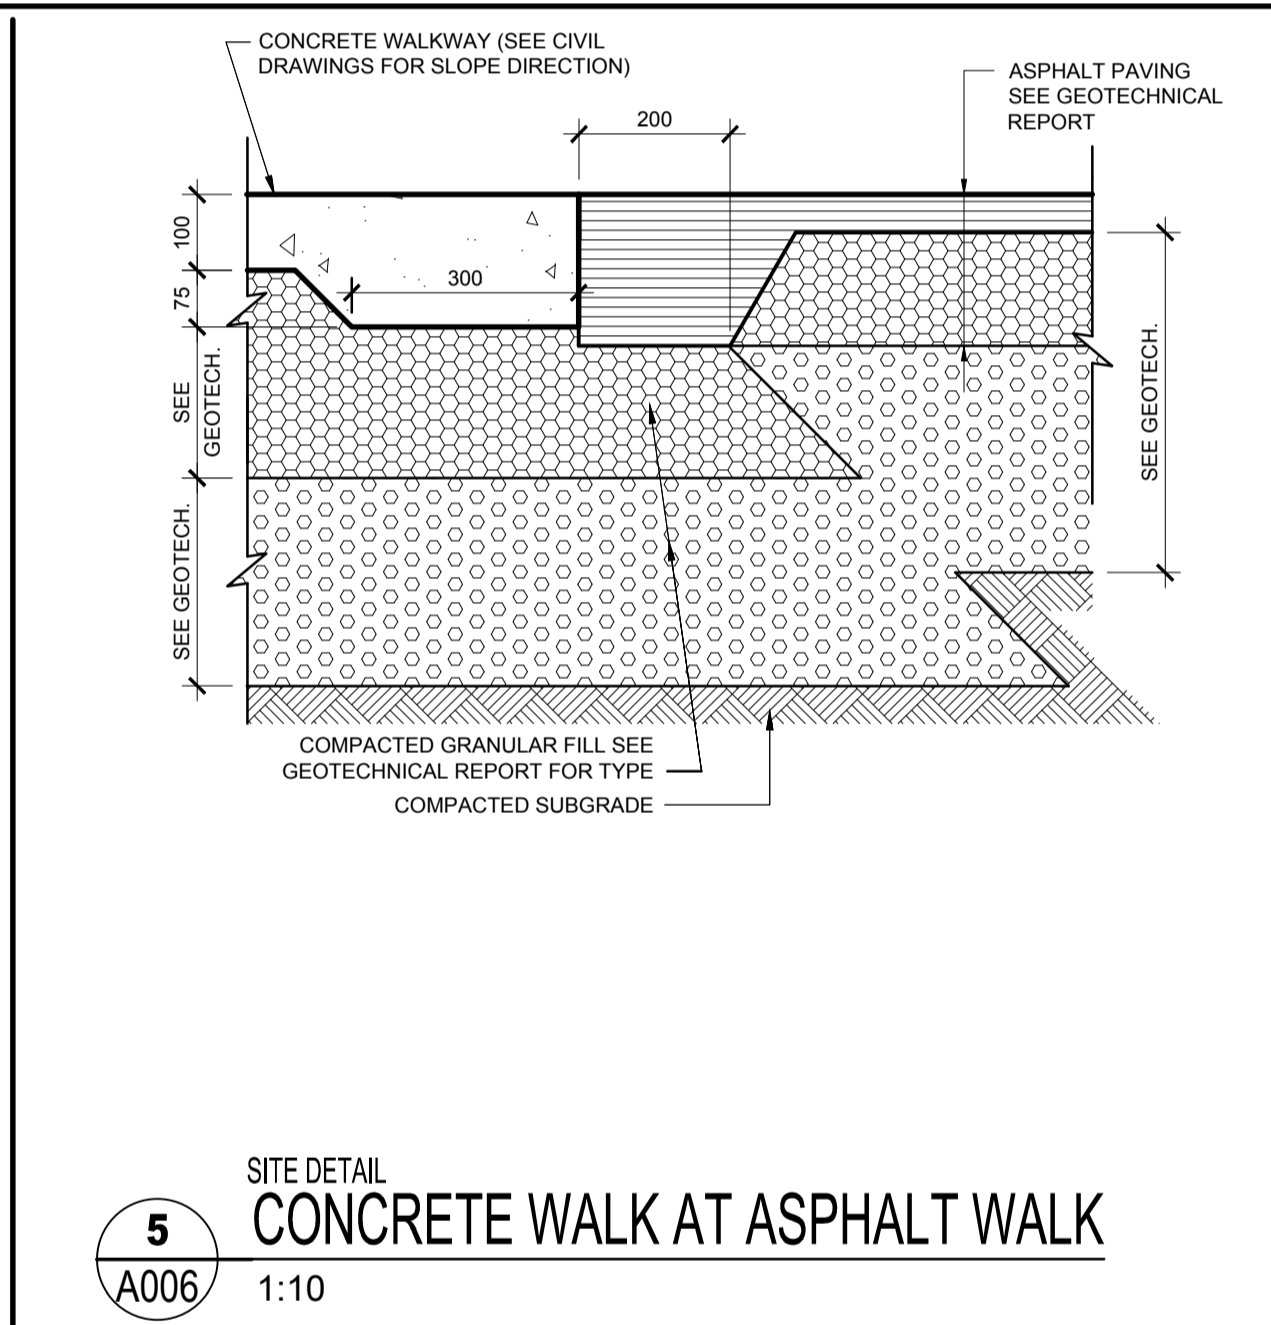 CONCRETE WALKWAY (SEE CIVIL
DRAWINGS FOR SLOPE DIRECTION)
ASPHALT PAVING
SEE GEOTECHNICAL
REPORT
200
100
75
300
SEE
GEOTECH.
SEE GEOTECH.
SEE GEOTECH.
COMPACTED GRANULAR FILL SEE
GEOTECHNICAL REPORT FOR TYPE
COMPACTED SUBGRADE
SITE DETAIL
5
CONCRETE WALK AT ASPHALT WALK
A006
1:10